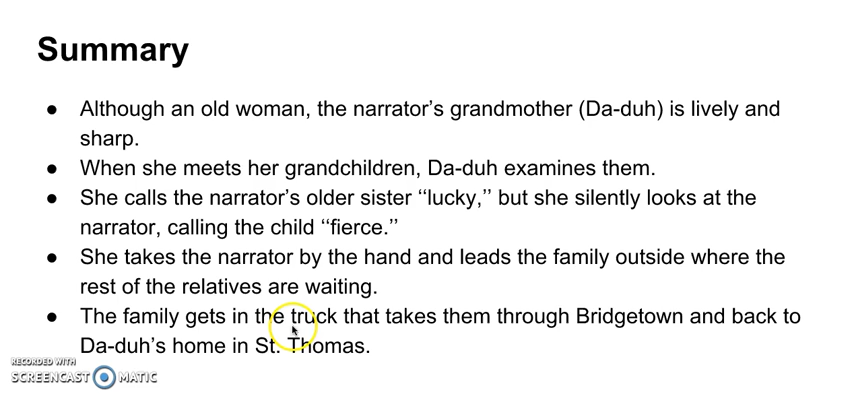 Summary
● Although an old woman, the narrator's grandmother (Da-duh) is lively and
sharp.
● When she meets her grandchildren, Da-duh examines them.
● She calls the narrator's older sister ‘‘lucky,’’ but she silently looks at the
narrator, calling the child ‘‘fierce.’’
● She takes the narrator by the hand and leads the family outside where the
rest of the relatives are waiting.
● The family gets in the truck that takes them through Bridgetown and back to
Da-duh's home in St. Thomas.
RECORDED WITH
SCREENCAST MATIC